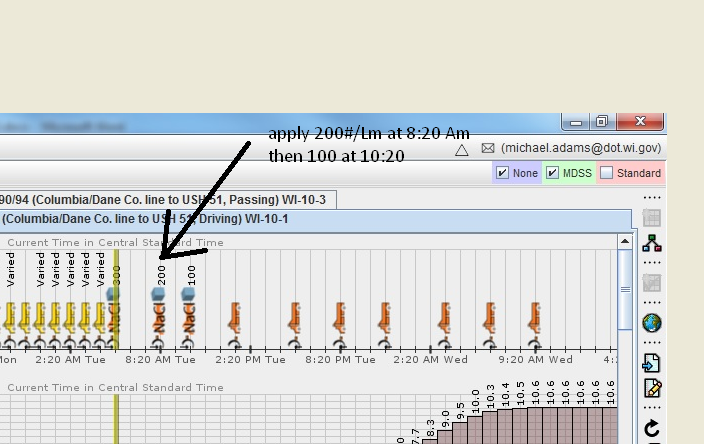 apply 200#/Lm at 8:20 Am
then 100 at 10:20
(michael.adams@dot.wi.gov)
None MDSS Standard
90/94 (Columbia/Dane Co. line to USH 51, Passing) WI-10-3
(Columbia/Dane Co. line to USH 51, Driving) WI-10-1
Current Time in Central Standard Time
Varied Varied Varied Varied Varied Varied 300 200 100
NaCl NaCl NaCl
Mon 2:20 AM Tue 8:20 AM Tue 2:20 PM Tue 8:20 PM Tue 2:20 AM Wed 9:20 AM Wed 4:
Current Time in Central Standard Time
0 7.7 8.3 9.0 9.5 10.0 10.3 10.4 10.5 10.6 10.6 10.6 10.6 10.6 10.6